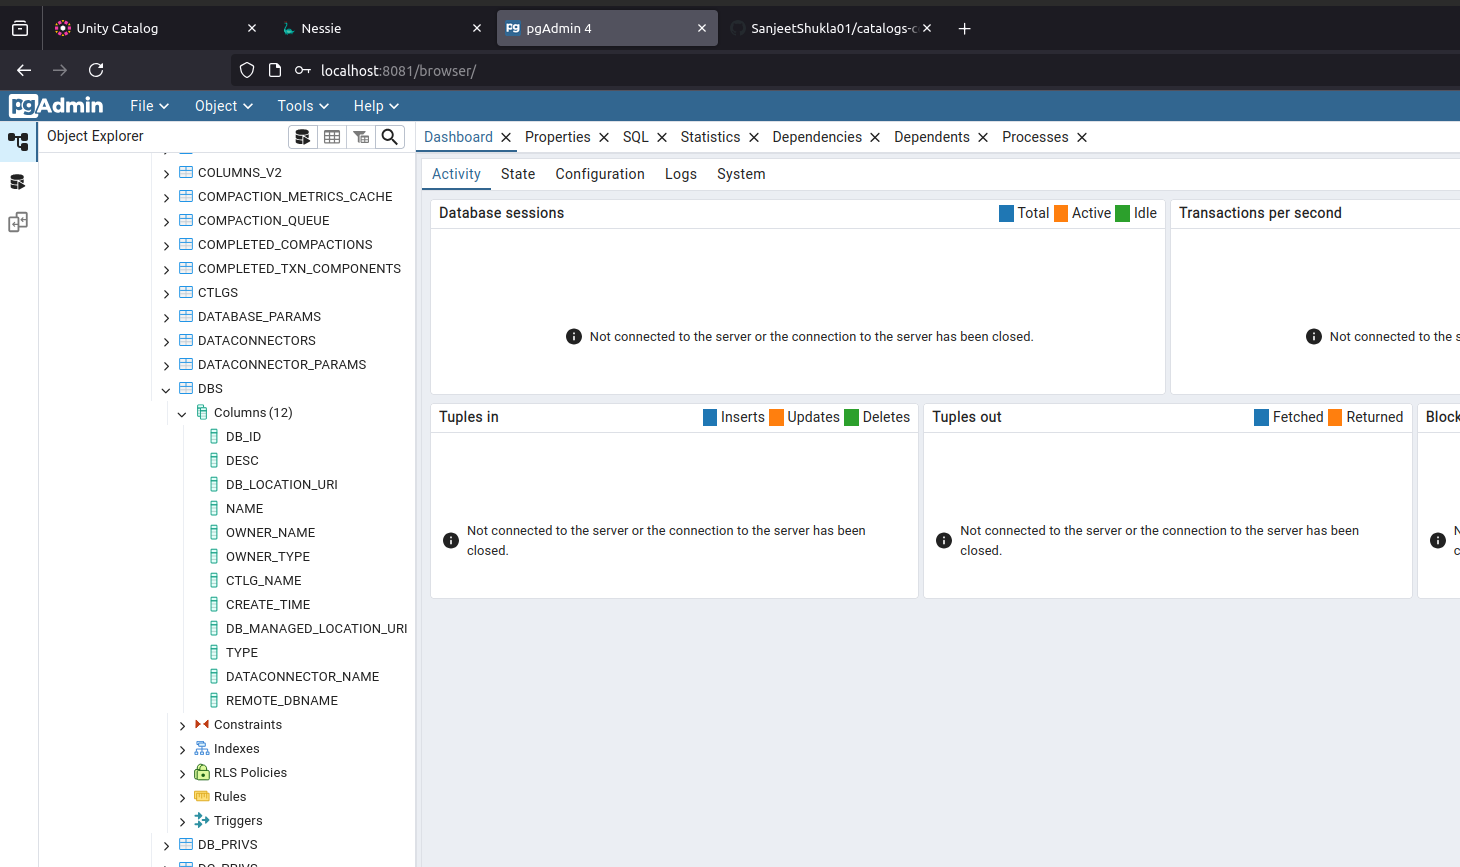 Unity Catalog
Nessie
pgAdmin 4
SanjeetShukla01/catalogs-c
localhost:8081/browser/
pgAdmin
File
Object
Tools
Help
Object Explorer
COLUMNS_V2
COMPACTION_METRICS_CACHE
COMPACTION_QUEUE
COMPLETED_COMPACTIONS
COMPLETED_TXN_COMPONENTS
CTLGS
DATABASE_PARAMS
DATACONNECTORS
DATACONNECTOR_PARAMS
DBS
Columns (12)
DB_ID
DESC
DB_LOCATION_URI
NAME
OWNER_NAME
OWNER_TYPE
CTLG_NAME
CREATE_TIME
DB_MANAGED_LOCATION_URI
TYPE
DATACONNECTOR_NAME
REMOTE_DBNAME
Constraints
Indexes
RLS Policies
Rules
Triggers
DB_PRIVS
Dashboard
Properties
SQL
Statistics
Dependencies
Dependents
Processes
Activity
State
Configuration
Logs
System
Database sessions
Total
Active
Idle
Not connected to the server or the connection to the server has been closed.
Transactions per second
Not connected to the s
Tuples in
Inserts
Updates
Deletes
Not connected to the server or the connection to the server has been
closed.
Tuples out
Fetched
Returned
Not connected to the server or the connection to the server has been
closed.
Block